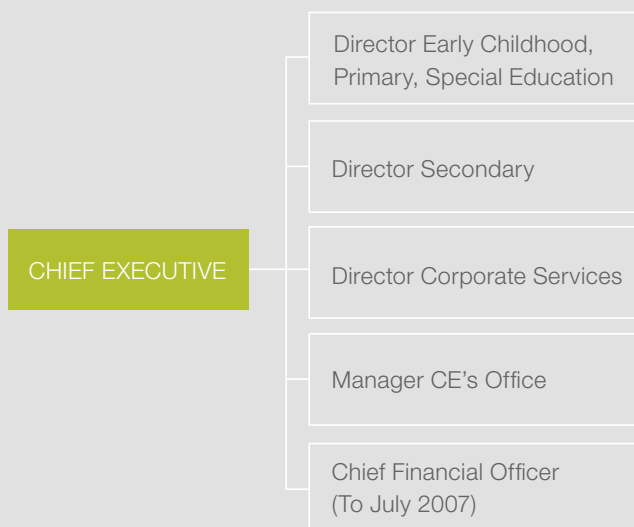 Director Early Childhood,
Primary, Special Education
Director Secondary
CHIEF EXECUTIVE
Director Corporate Services
Manager CE's Office
Chief Financial Officer
(To July 2007)